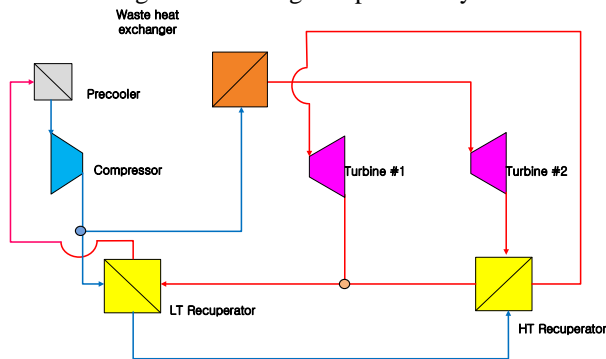 Waste heat
exchanger
Precooler
Compressor
Turbine #1
Turbine #2
LT Recuperator
HT Recuperator